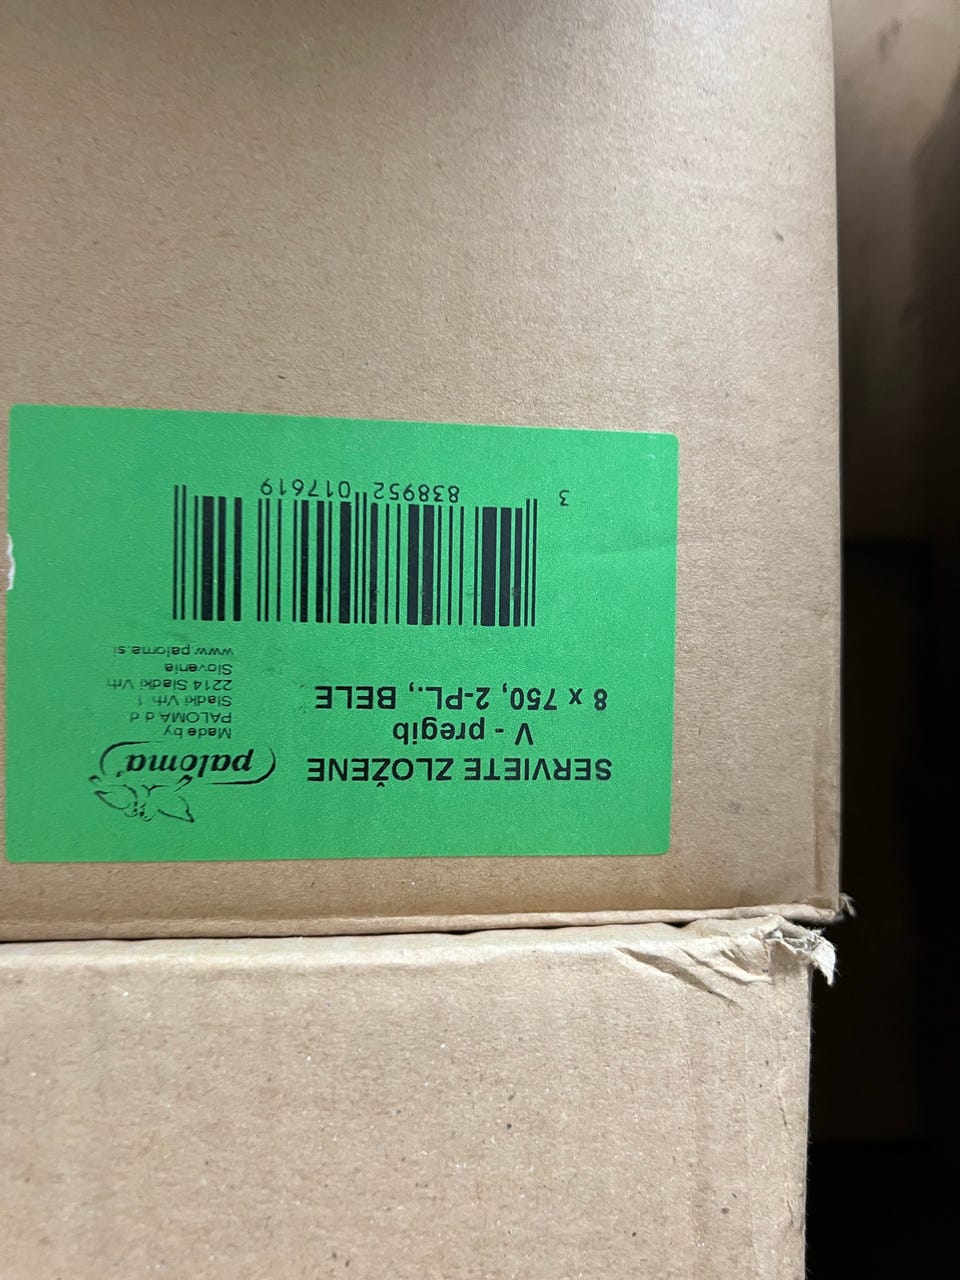 SERVIETE ZLOŽENE
V - pregib
8 x 750, 2-PL., BELE
paloma®
Made by
PALOMA d d
Sladki Vrh 1
2214 Sladki Vrh
Slovenia
www.paloma.si
3 838952 017619